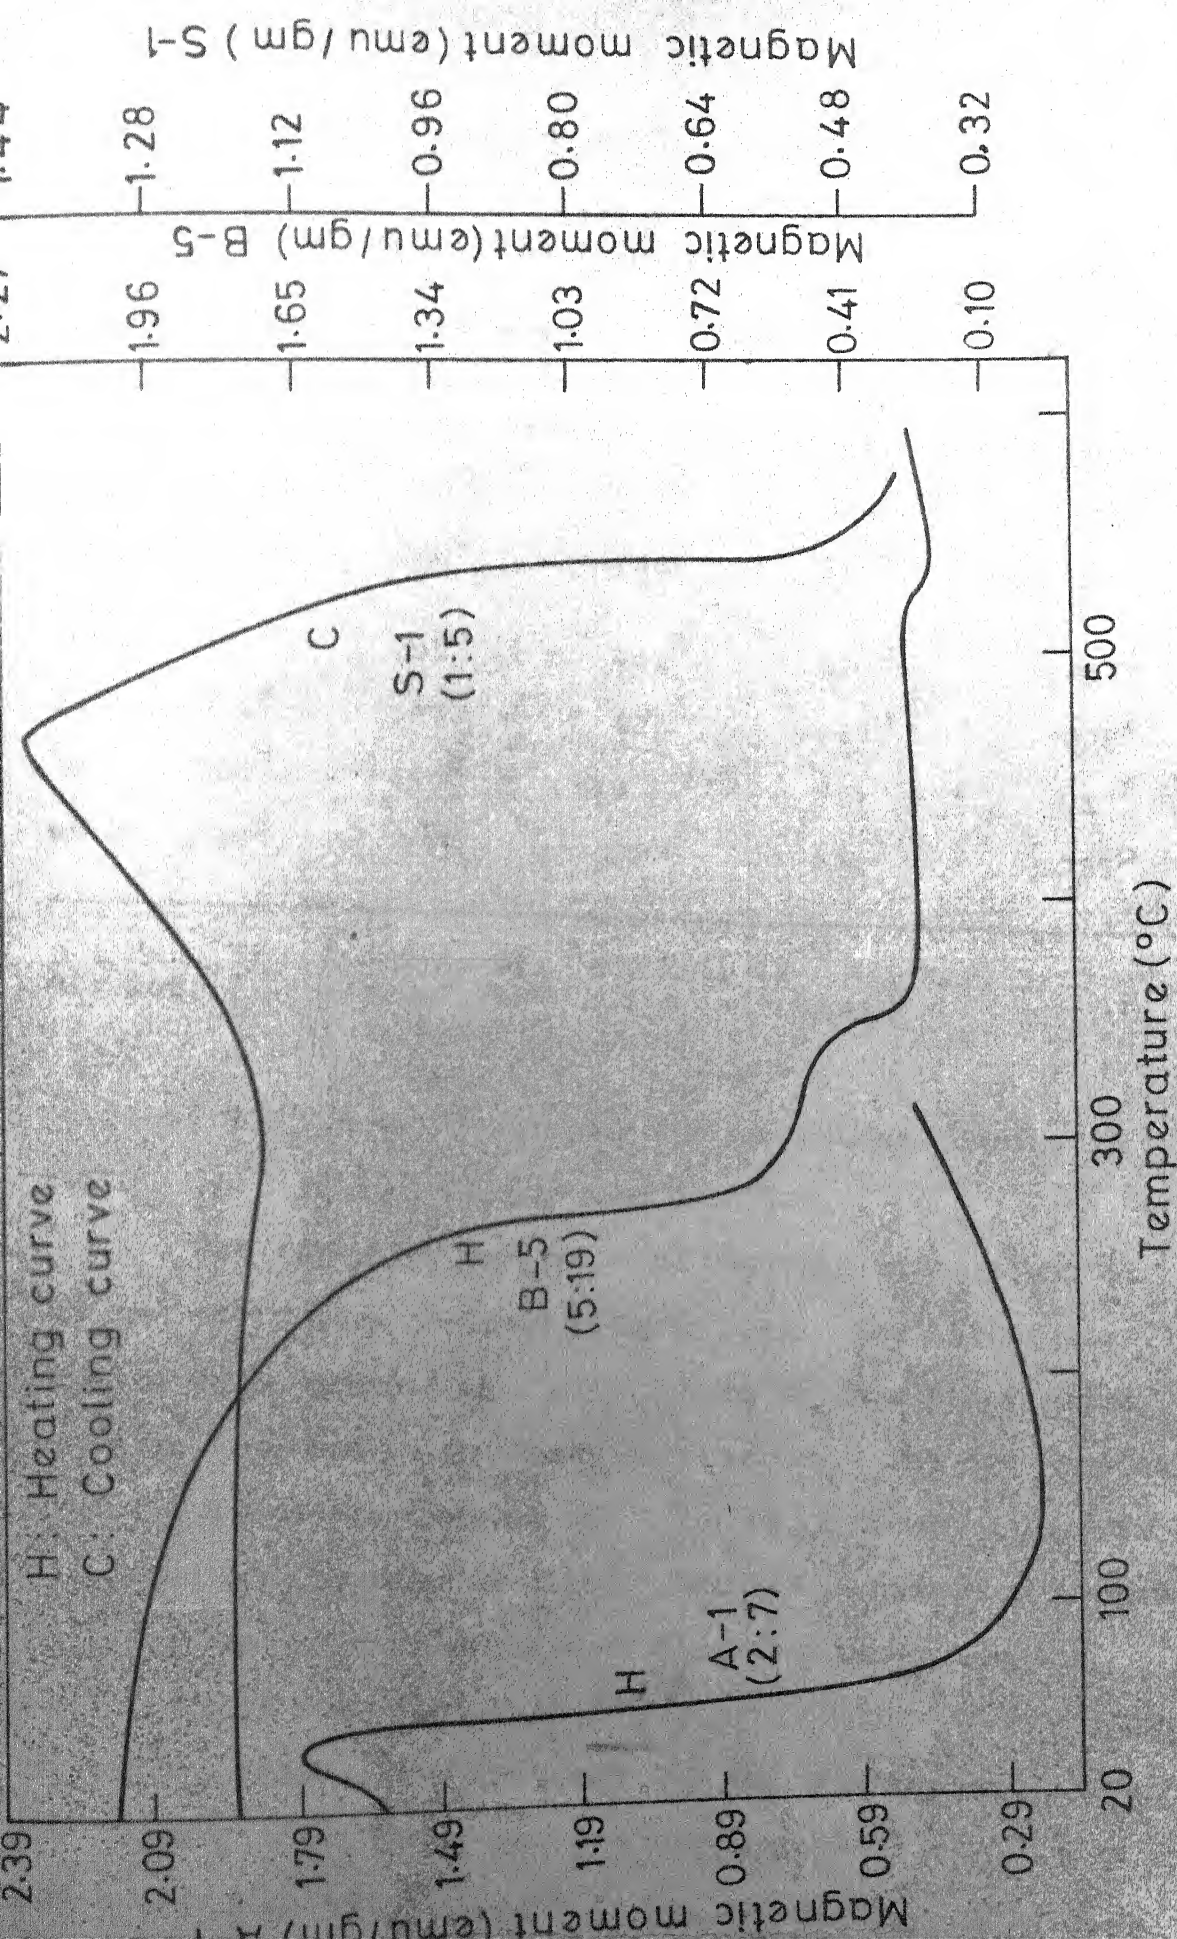 H: Heating curve
C: Cooling curve
C
S-1
(1:5)
H
B-5
(5:19)
H
A-1
(2:7)
2.39
2.09
1.79
1.49
1.19
0.89
0.59
0.29
Magnetic moment (emu/gm)
20
100
300
500
Temperature (°C)
1.96
1.65
1.34
1.03
0.72
0.41
0.10
Magnetic moment (emu/gm) B-5
1.28
1.12
0.96
0.80
0.64
0.48
0.32
Magnetic moment (emu/gm) S-1